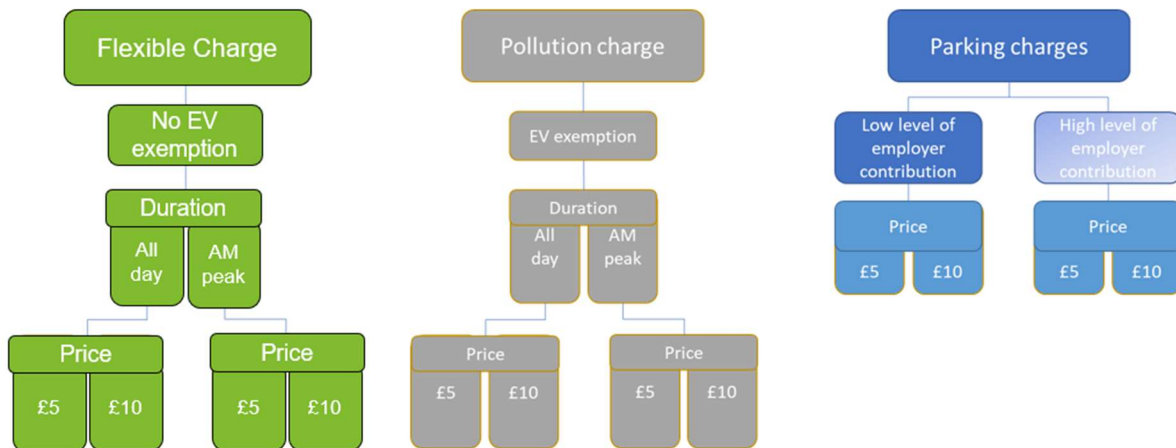 Flexible Charge
No EV
exemption
Duration
All
day
AM
peak
Price
£5
£10
Price
£5
£10
Pollution charge
EV exemption
Duration
All
day
AM
peak
Price
£5
£10
Price
£5
£10
Parking charges
Low level of
employer
contribution
High level of
employer
contribution
Price
£5
£10
Price
£5
£10